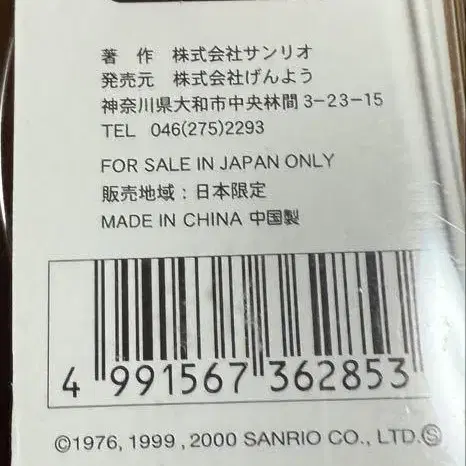 著　作　株式会社サンリオ
発売元　株式会社げんよう
神奈川県大和市中央林間3-23-15
TEL 046(275)2293
FOR SALE IN JAPAN ONLY
販売地域：日本限定
MADE IN CHINA 中国製
4 991567 362853
©1976, 1999, 2000 SANRIO CO., LTD.Ⓢ